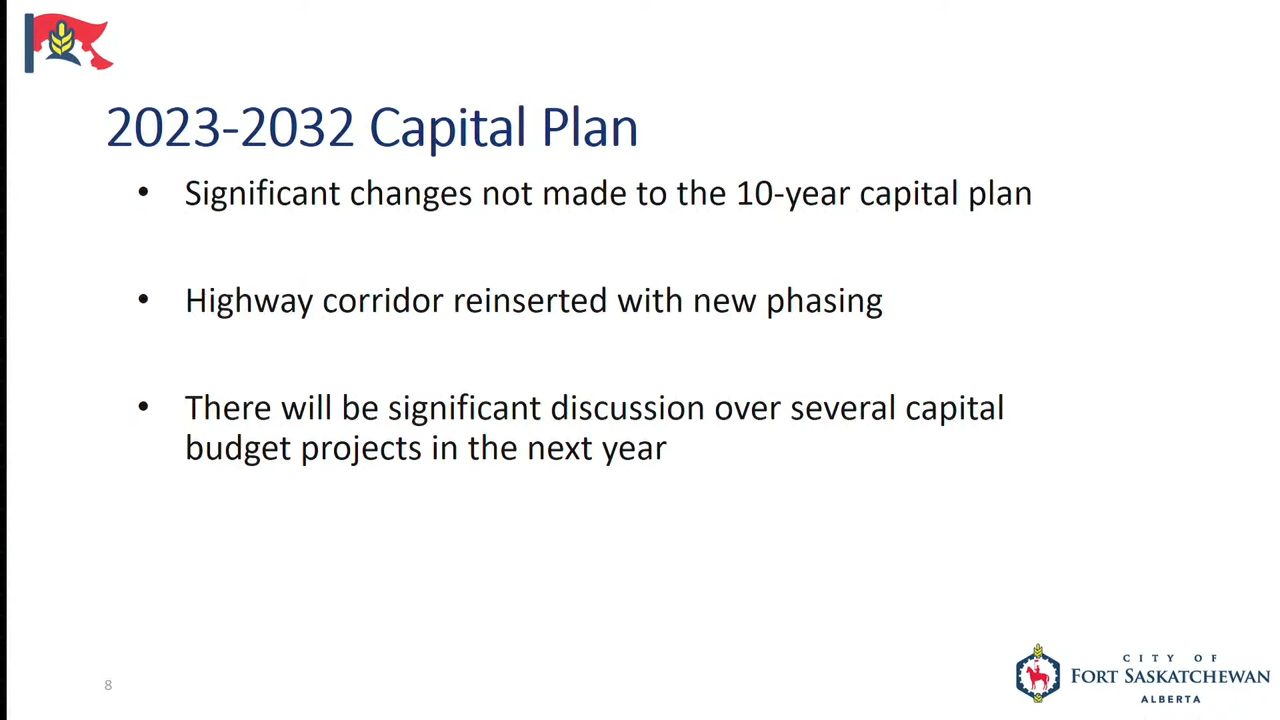 2023-2032 Capital Plan
• Significant changes not made to the 10-year capital plan
• Highway corridor reinserted with new phasing
• There will be significant discussion over several capital
budget projects in the next year
8
CITY OF
FORT SASKATCHEWAN
ALBERTA